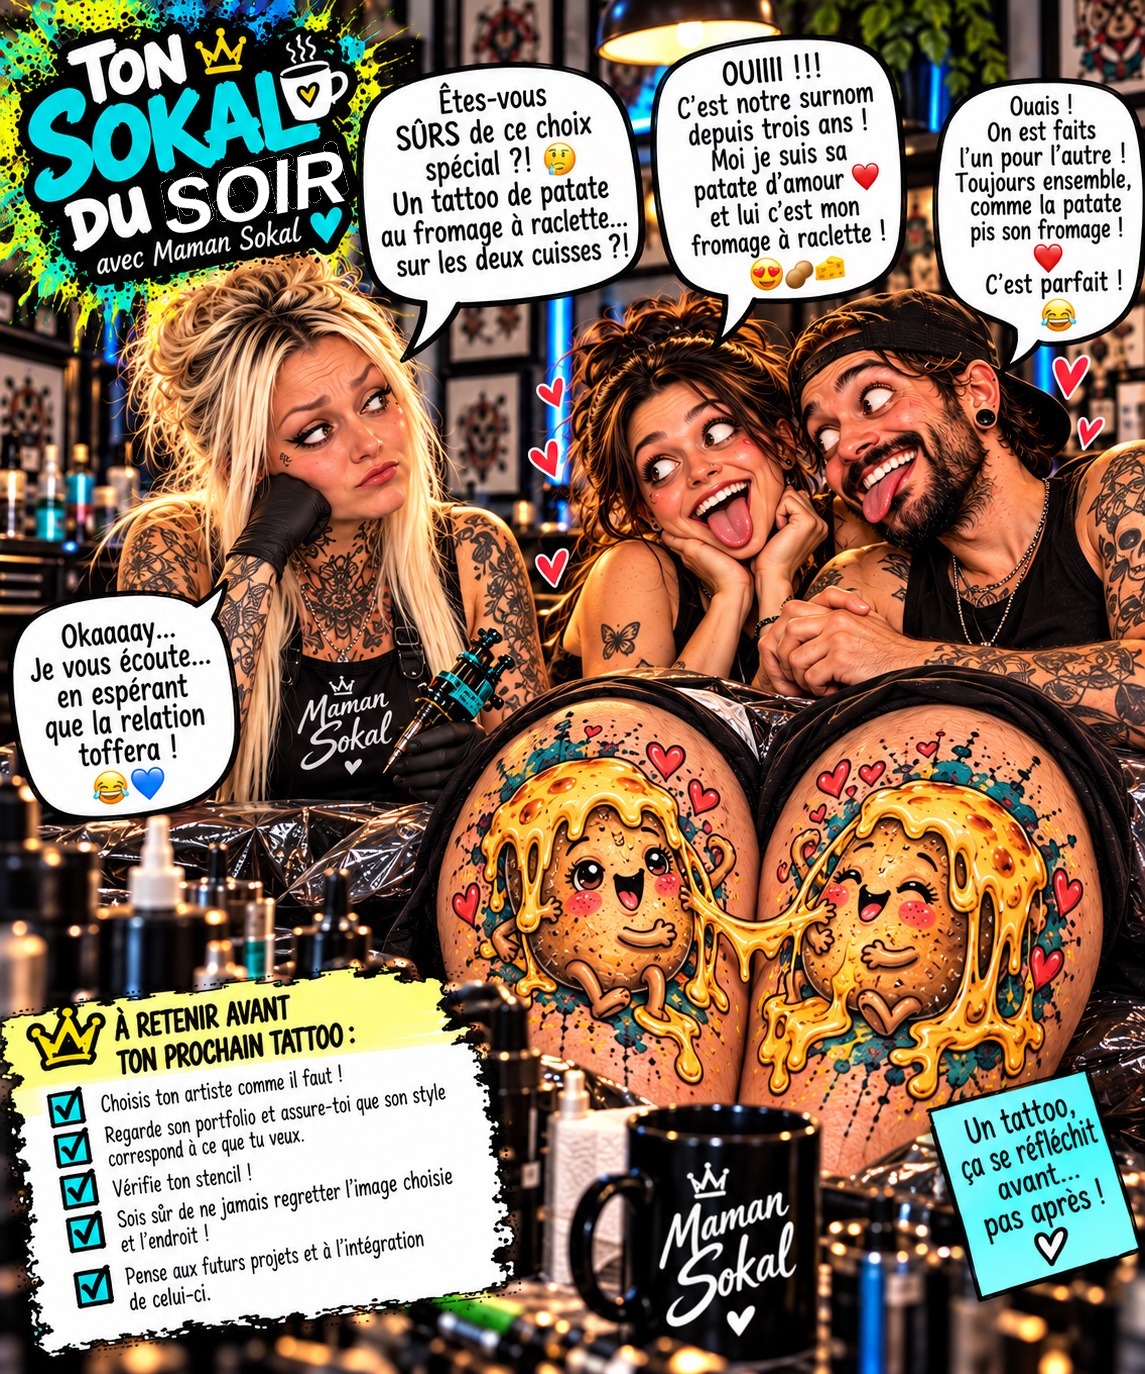 TON
SOKAL
DU SOIR
avec Maman Sokal
Êtes-vous
SÛRS de ce choix
spécial ?! 🤨
Un tattoo de patate
au fromage à raclette...
sur les deux cuisses ?!
OUIIII !!!
C'est notre surnom
depuis trois ans !
Moi je suis sa
patate d'amour ❤️
et lui c'est mon
fromage à raclette !
😍🥔🧀
Ouais !
On est faits
l'un pour l'autre !
Toujours ensemble,
comme la patate
pis son fromage !
❤️
C'est parfait !
😂
Okaaaay...
Je vous écoute...
en espérant
que la relation
toffera !
😂💙
Maman
Sokal
À RETENIR AVANT
TON PROCHAIN TATTOO :
Choisis ton artiste comme il faut !
Regarde son portfolio et assure-toi que son style
correspond à ce que tu veux.
Vérifie ton stencil !
Sois sûr de ne jamais regretter l'image choisie
et l'endroit !
Pense aux futurs projets et à l'intégration
de celui-ci.
Maman
Sokal
Un tattoo,
ça se réfléchit
avant...
pas après !